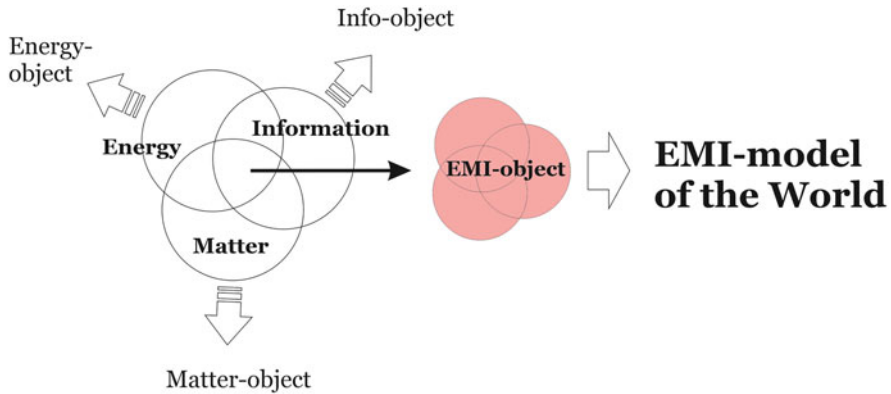 Info-object
Energy-
object
Information
Energy
EMI-object
EMI-model
of the World
Matter
Matter-object